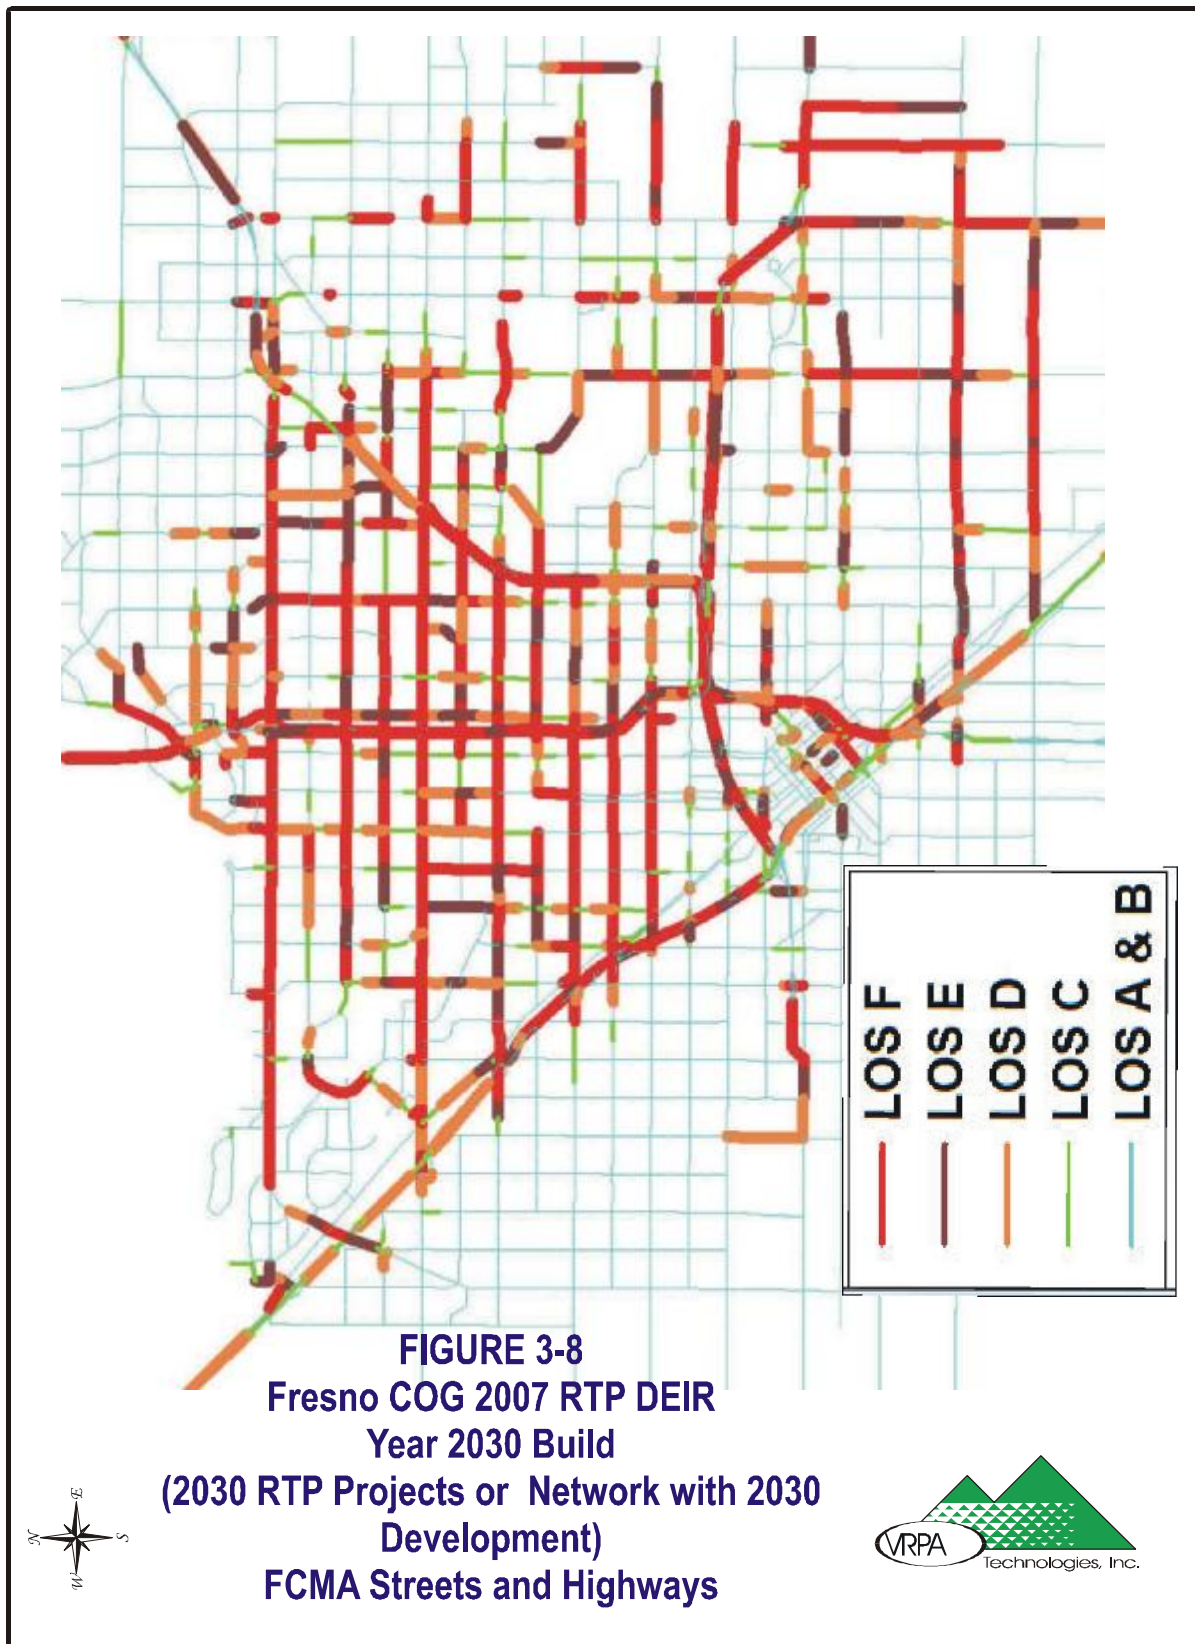 LOS F
LOS E
LOS D
LOS C
LOS A & B
FIGURE 3-8
Fresno COG 2007 RTP DEIR
Year 2030 Build
(2030 RTP Projects or Network with 2030
Development)
FCMA Streets and Highways
E
N
S
W
VRPA
Technologies, Inc.